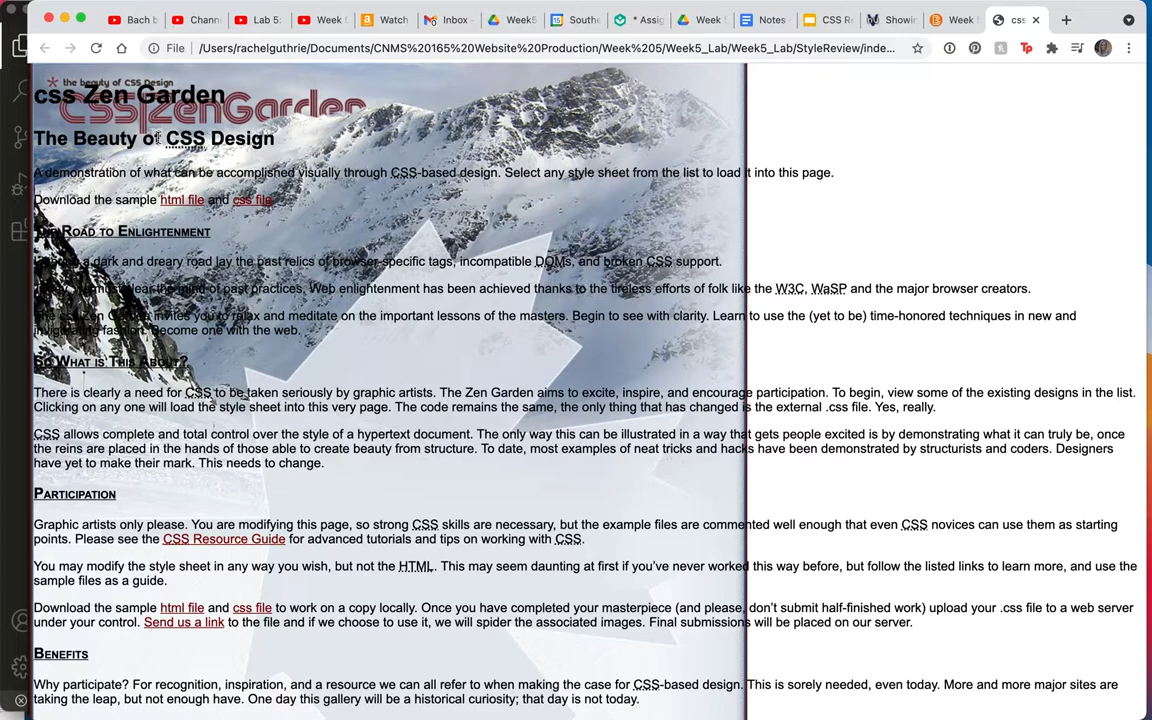 Bach b
Chann
Lab 5:
Week
Watch
Inbox -
Week5
Southe
* Assig
Week
Notes
CSS R
Showin
Week
css
File /Users/rachelguthrie/Documents/CNMS%20165%20Website%20Production/Week%205/Week5_Lab/Week5_Lab/StyleReview/inde...
the beauty of CSS Design
css Zen Garden
CssZenGarden
The Beauty of CSS Design
A demonstration of what can be accomplished visually through CSS-based design. Select any style sheet from the list to load it into this page.
Download the sample html file and css file
Road to Enlightenment
a dark and dreary road lay the past relics of browser-specific tags, incompatible DOMs, and broken CSS support.
clear the mind of past practices. Web enlightenment has been achieved thanks to the tireless efforts of folk like the W3C, WaSP and the major browser creators.
The css Zen Garden invites you to relax and meditate on the important lessons of the masters. Begin to see with clarity. Learn to use the (yet to be) time-honored techniques in new and
invigorating fashion. Become one with the web.
So What is This About?
There is clearly a need for CSS to be taken seriously by graphic artists. The Zen Garden aims to excite, inspire, and encourage participation. To begin, view some of the existing designs in the list.
Clicking on any one will load the style sheet into this very page. The code remains the same, the only thing that has changed is the external .css file. Yes, really.
CSS allows complete and total control over the style of a hypertext document. The only way this can be illustrated in a way that gets people excited is by demonstrating what it can truly be, once
the reins are placed in the hands of those able to create beauty from structure. To date, most examples of neat tricks and hacks have been demonstrated by structurists and coders. Designers
have yet to make their mark. This needs to change.
Participation
Graphic artists only please. You are modifying this page, so strong CSS skills are necessary, but the example files are commented well enough that even CSS novices can use them as starting
points. Please see the CSS Resource Guide for advanced tutorials and tips on working with CSS.
You may modify the style sheet in any way you wish, but not the HTML. This may seem daunting at first if you've never worked this way before, but follow the listed links to learn more, and use the
sample files as a guide.
Download the sample html file and css file to work on a copy locally. Once you have completed your masterpiece (and please, don't submit half-finished work) upload your .css file to a web server
under your control. Send us a link to the file and if we choose to use it, we will spider the associated images. Final submissions will be placed on our server.
Benefits
Why participate? For recognition, inspiration, and a resource we can all refer to when making the case for CSS-based design. This is sorely needed, even today. More and more major sites are
taking the leap, but not enough have. One day this gallery will be a historical curiosity; that day is not today.